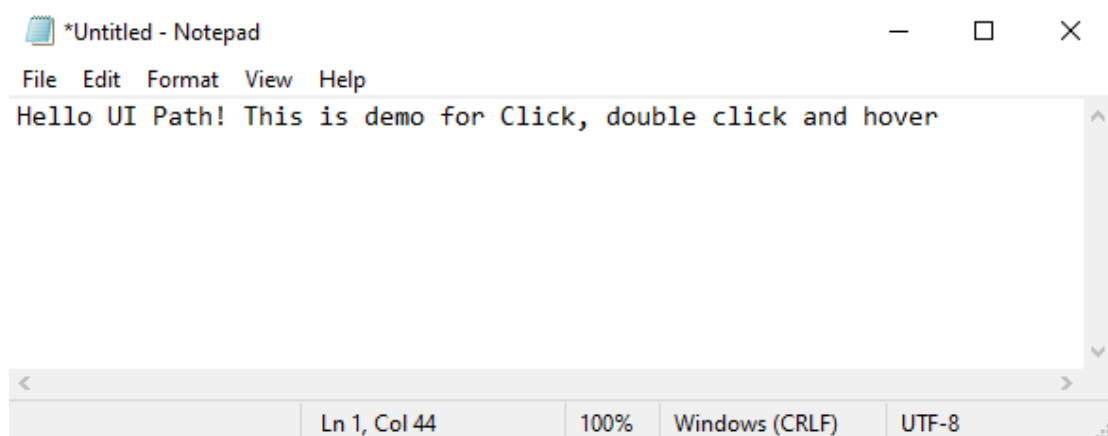 *Untitled - Notepad
File Edit Format View Help
Hello UI Path! This is demo for Click, double click and hover
Ln 1, Col 44 100% Windows (CRLF) UTF-8